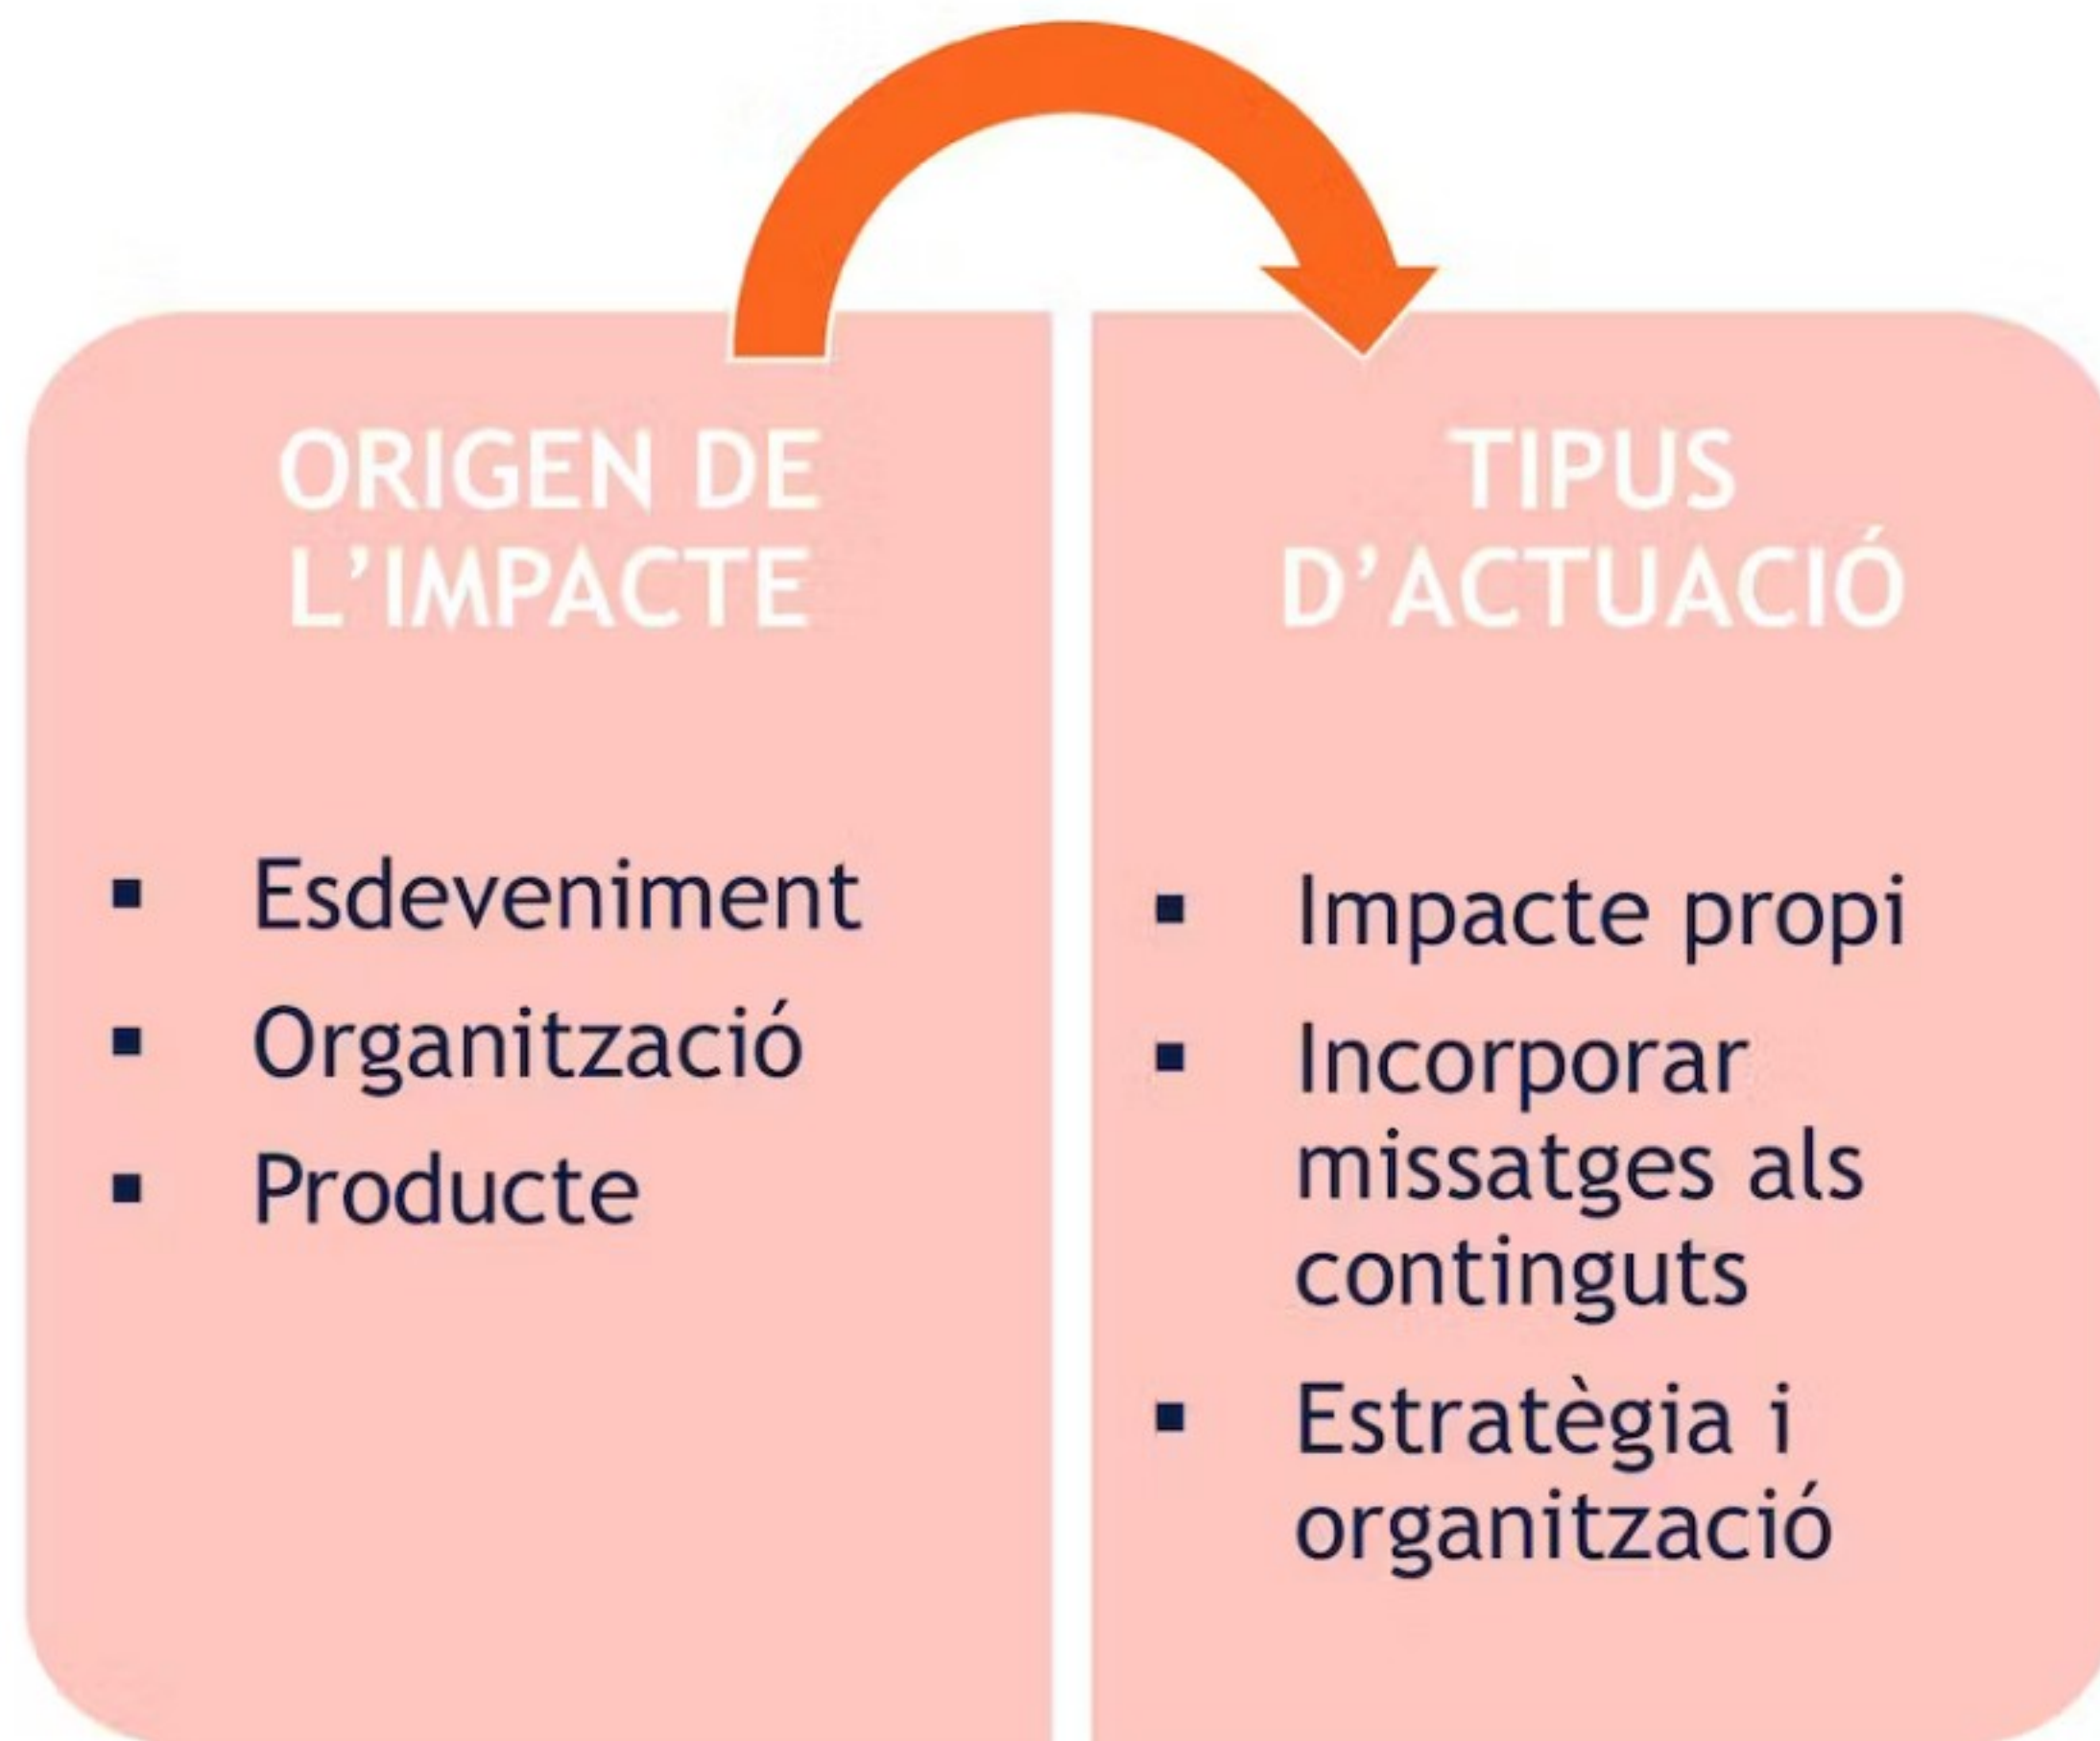 ORIGEN DE
L’IMPACTE
▪ Esdeveniment
▪ Organització
▪ Producte
TIPUS
D’ACTUACIÓ
▪ Impacte propi
▪ Incorporar
missatges als
continguts
▪ Estratègia i
organització